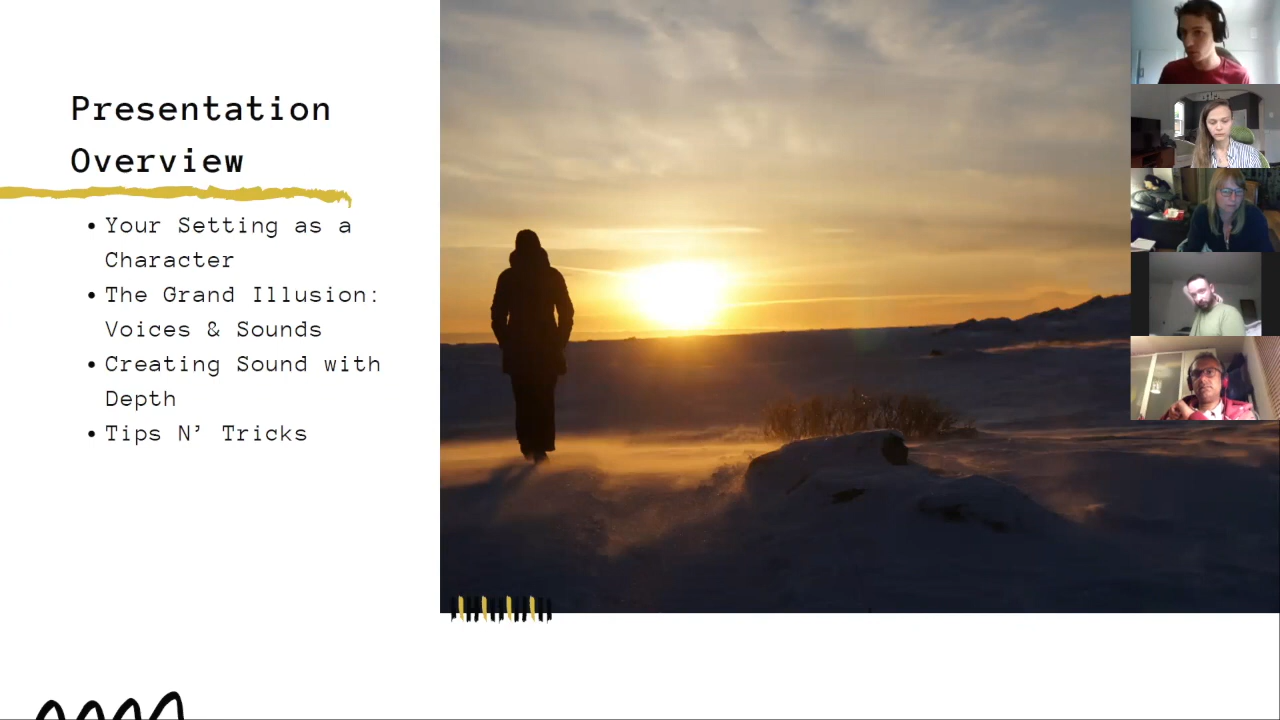 Presentation
Overview
• Your Setting as a
Character
• The Grand Illusion:
Voices & Sounds
• Creating Sound with
Depth
• Tips N’ Tricks